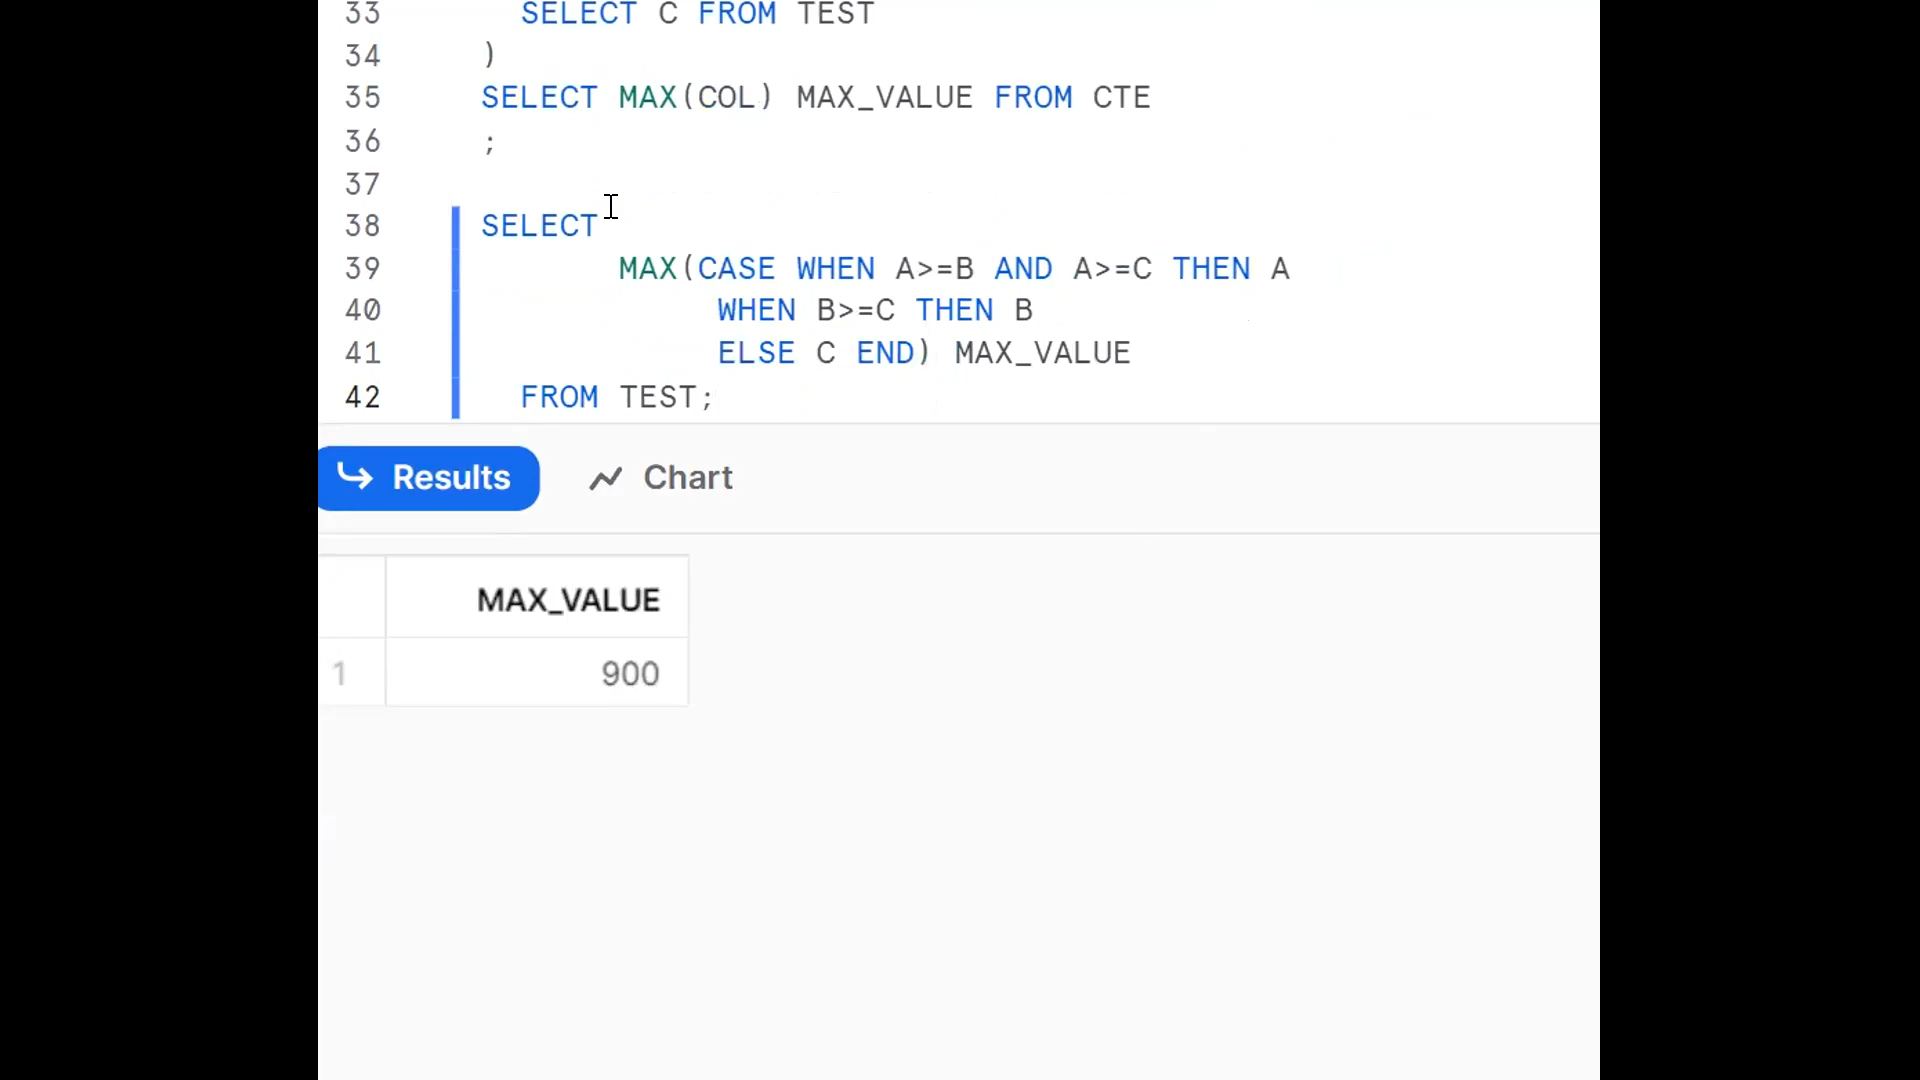 33 SELECT C FROM TEST
34 )
35 SELECT MAX(COL) MAX_VALUE FROM CTE
36 ;
37
38 SELECT
39 MAX(CASE WHEN A>=B AND A>=C THEN A
40 WHEN B>=C THEN B
41 ELSE C END) MAX_VALUE
42 FROM TEST;
Results Chart
MAX_VALUE
1 900